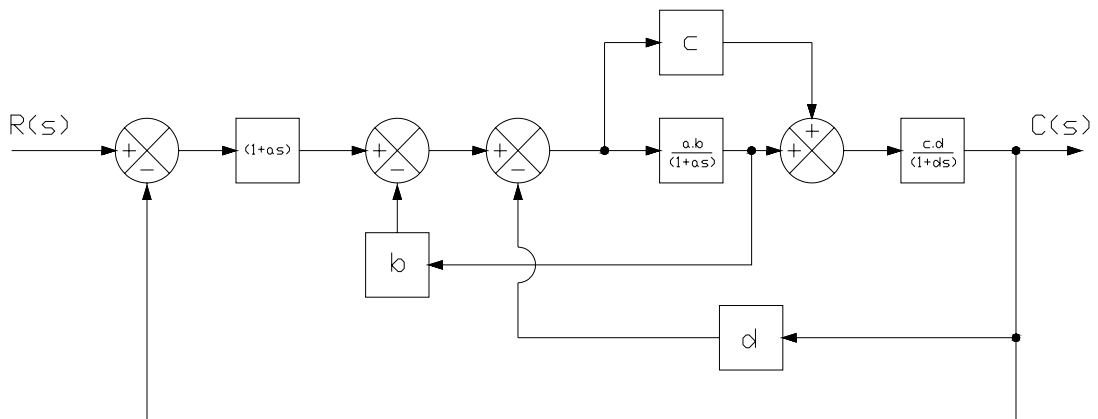 c
R(s)
C(s)
+
−
(1+as)
+
−
+
−
a.b
(1+as)
+
+
c.d
(1+ds)
b
d